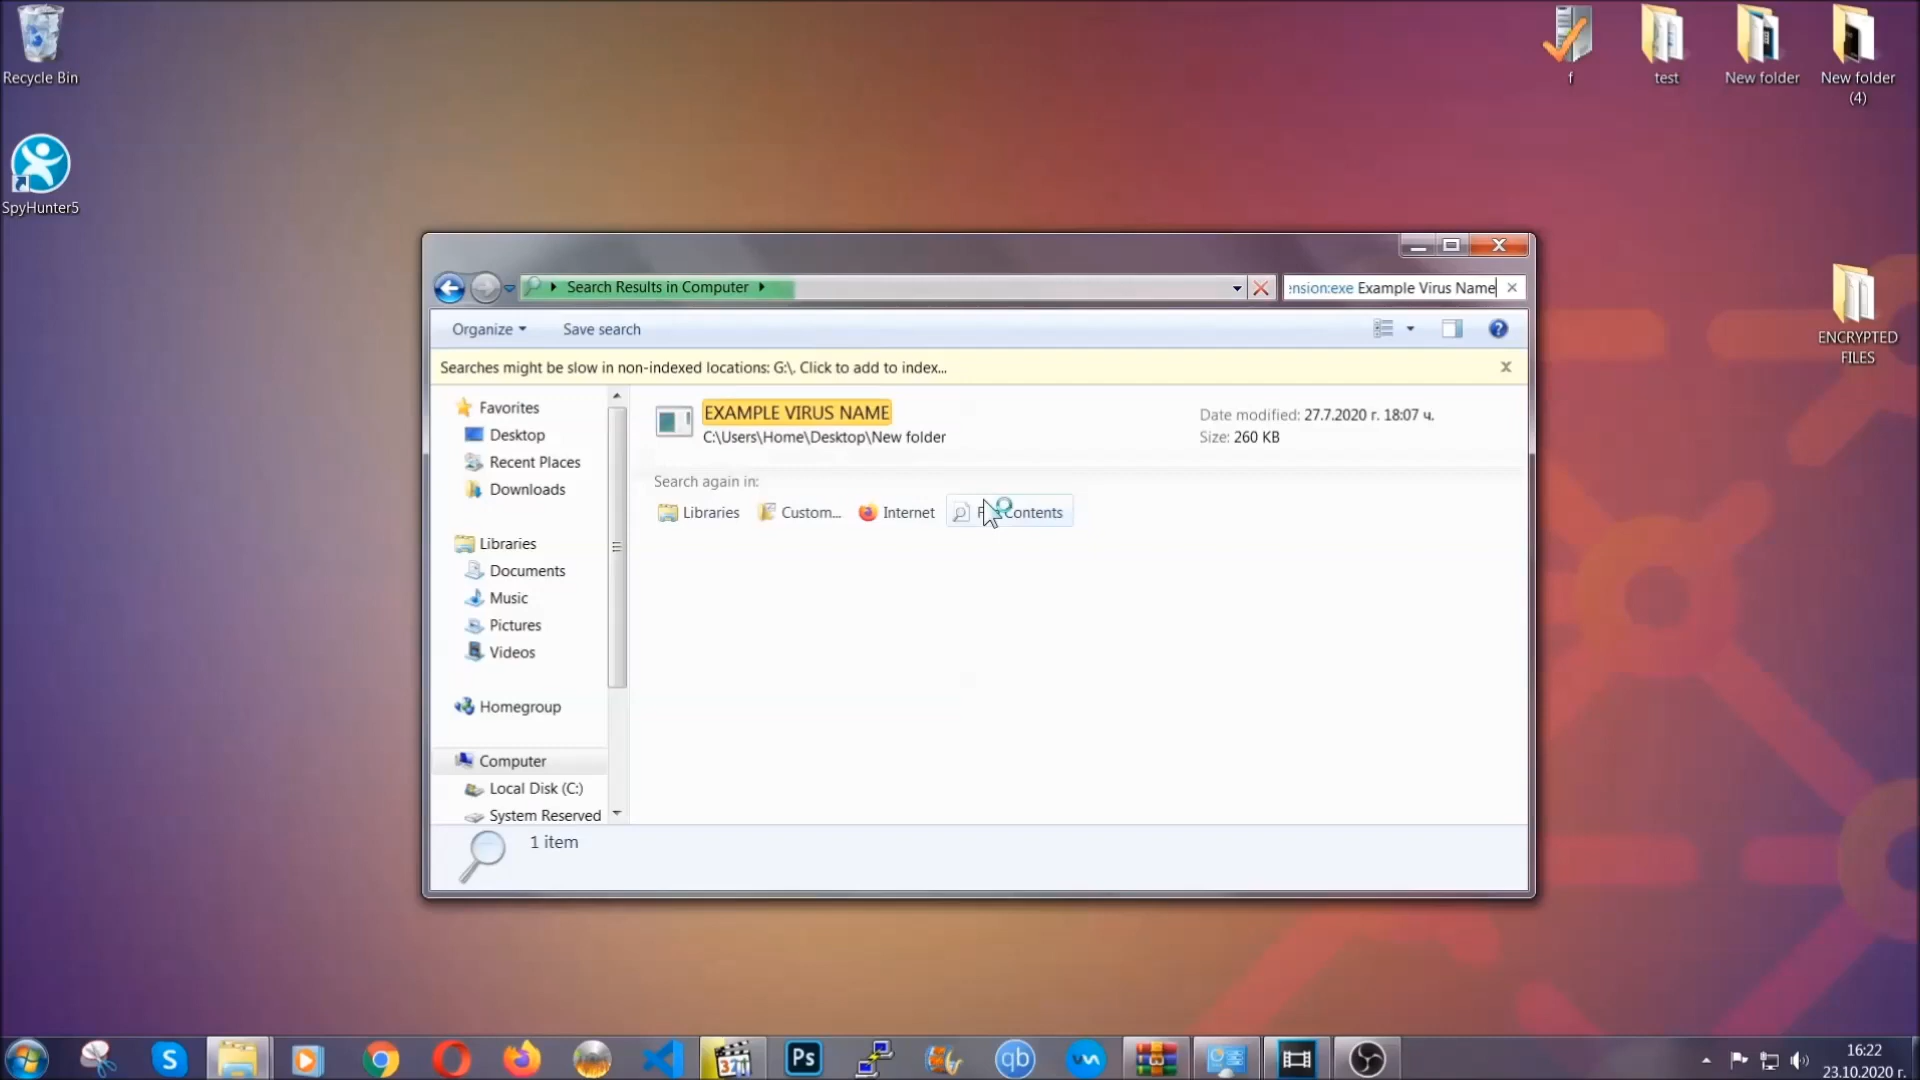 Recycle Bin
SpyHunter5
f
test
New folder
New folder
(4)
ENCRYPTED
FILES
Search Results in Computer
ension:exe Example Virus Name
Organize
Save search
Searches might be slow in non-indexed locations: G:\. Click to add to index...
Favorites
Desktop
Recent Places
Downloads
Libraries
Documents
Music
Pictures
Videos
Homegroup
Computer
Local Disk (C:)
System Reserved
EXAMPLE VIRUS NAME
C:\Users\Home\Desktop\New folder
Date modified: 27.7.2020 г. 18:07 ч.
Size: 260 KB
Search again in:
Libraries
Custom...
Internet
Contents
1 item
S
321
Ps
qb
16:22
23.10.2020 г.